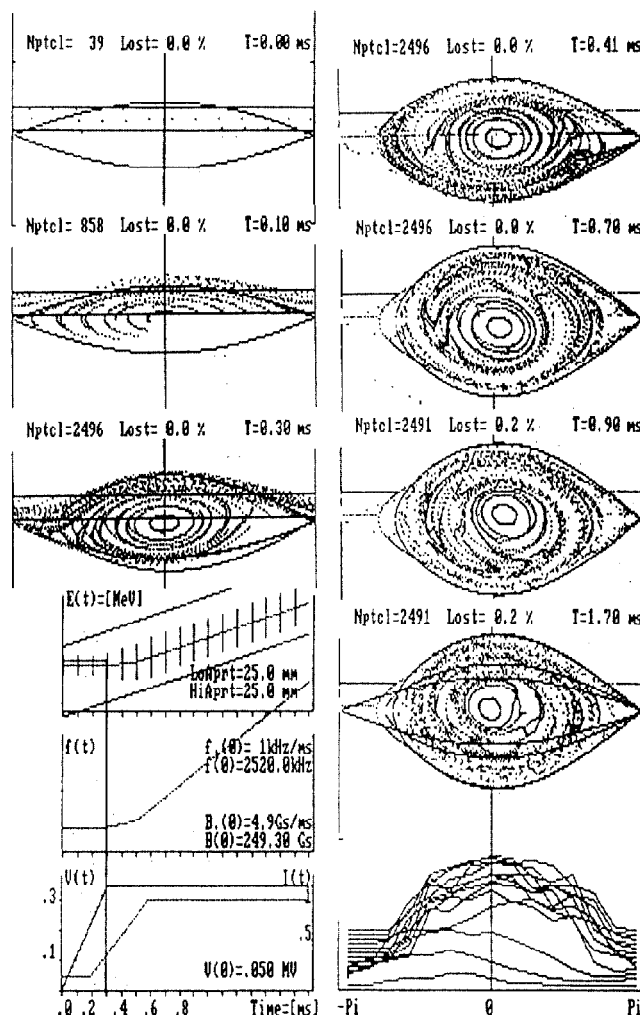 Nptcl= 39 Lost= 0.0 % T=0.00 ms
Nptcl= 858 Lost= 0.0 % T=0.10 ms
Nptcl=2496 Lost= 0.0 % T=0.30 ms
E(t)=[MeV]
LoAprt=25.0 мм
HiAprt=25.0 мм
f(t)
f,(0)= 1kHz/ms
f(0)=2520.0kHz
B,(0)=4.9Gs/ms
B(0)=249.30 Gs
V(t) I(t)
.3 1
.5
.1
V(0)=.050 MV
.0 .2 .4 .6 .8 Time=[ms]
Nptcl=2496 Lost= 0.0 % T=0.41 ms
Nptcl=2496 Lost= 0.0 % T=0.70 ms
Nptcl=2491 Lost= 0.2 % T=0.90 ms
Nptcl=2491 Lost= 0.2 % T=1.70 ms
-Pi 0 Pi